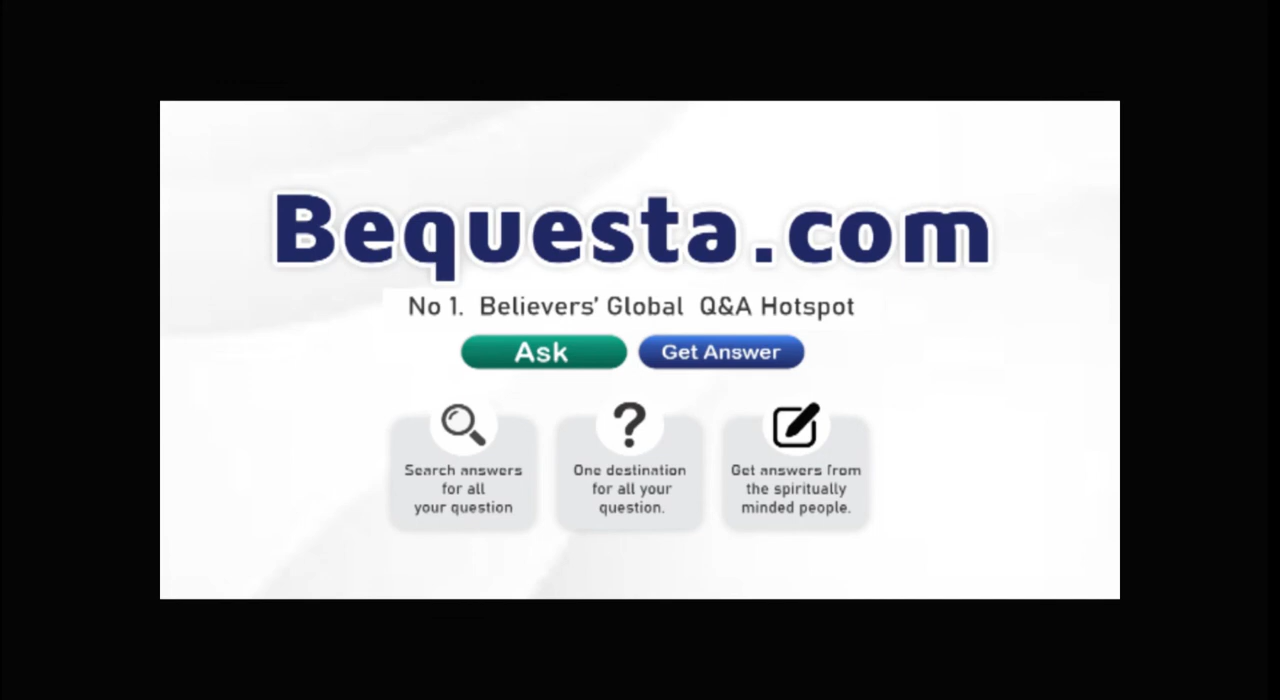 Bequesta.com
No 1. Believers' Global Q&A Hotspot
Ask
Get Answer
Search answers
for all
your question
One destination
for all your
question.
Get answers from
the spiritually
minded people.